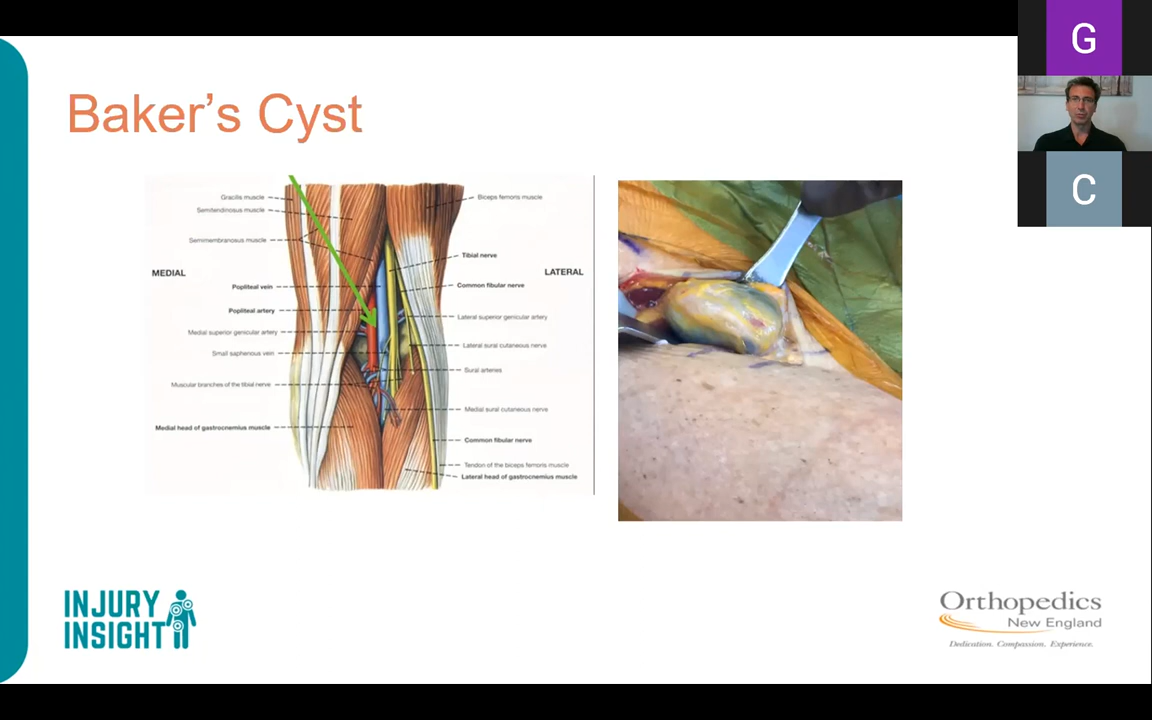 G
Baker's Cyst
C
Gracilis muscle
Semitendinosus muscle
Semimembranosus muscle
MEDIAL
Popliteal vein
Popliteal artery
Medial superior genicular artery
Small saphenous vein
Muscular branches of the tibial nerve
Medial head of gastrocnemius muscle
Biceps femoris muscle
Tibial nerve
LATERAL
Common fibular nerve
Lateral superior genicular artery
Lateral sural cutaneous nerve
Sural arteries
Medial sural cutaneous nerve
Common fibular nerve
Tendon of the biceps femoris muscle
Lateral head of gastrocnemius muscle
INJURY
INSIGHT
Orthopedics
New England
Dedication. Compassion. Experience.